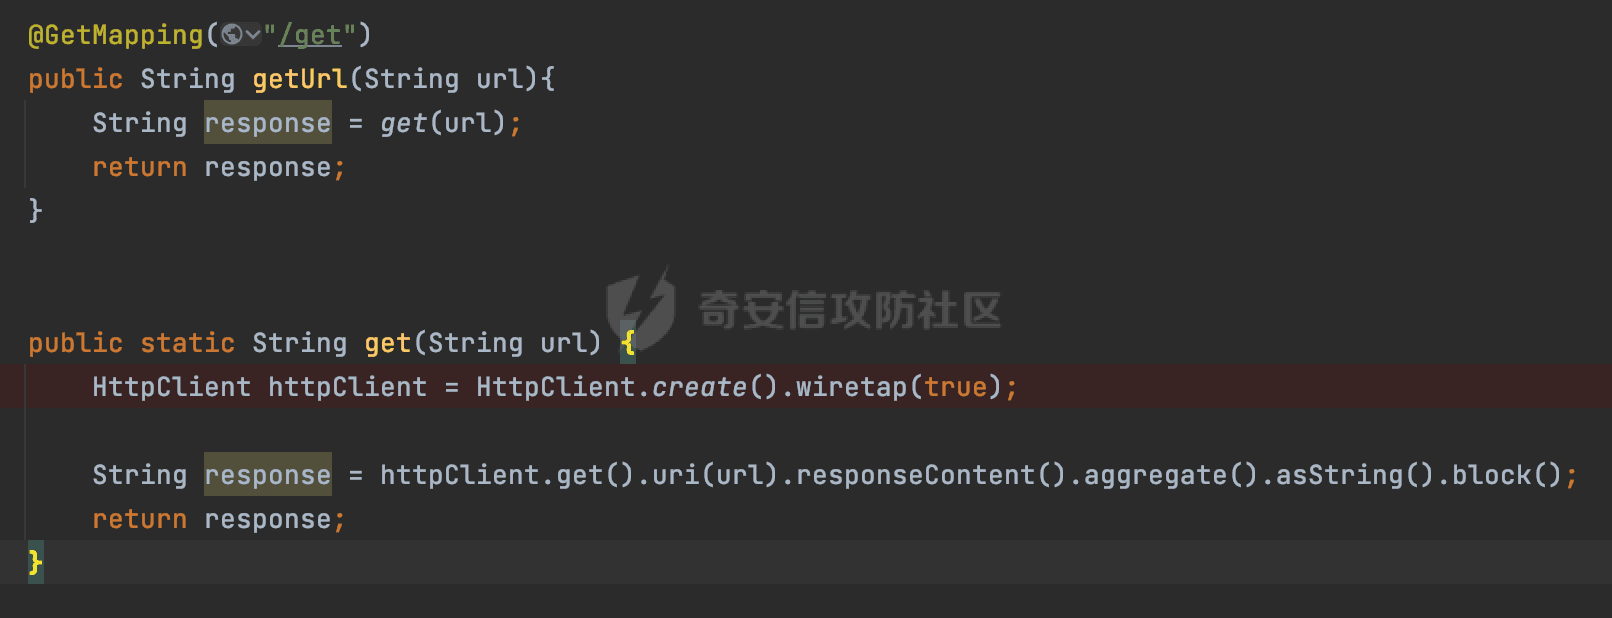 @GetMapping("/get")
public String getUrl(String url){
    String response = get(url);
    return response;
}
奇安信攻防社区
public static String get(String url) {
    HttpClient httpClient = HttpClient.create().wiretap(true);
    String response = httpClient.get().uri(url).responseContent().aggregate().asString().block();
    return response;
}